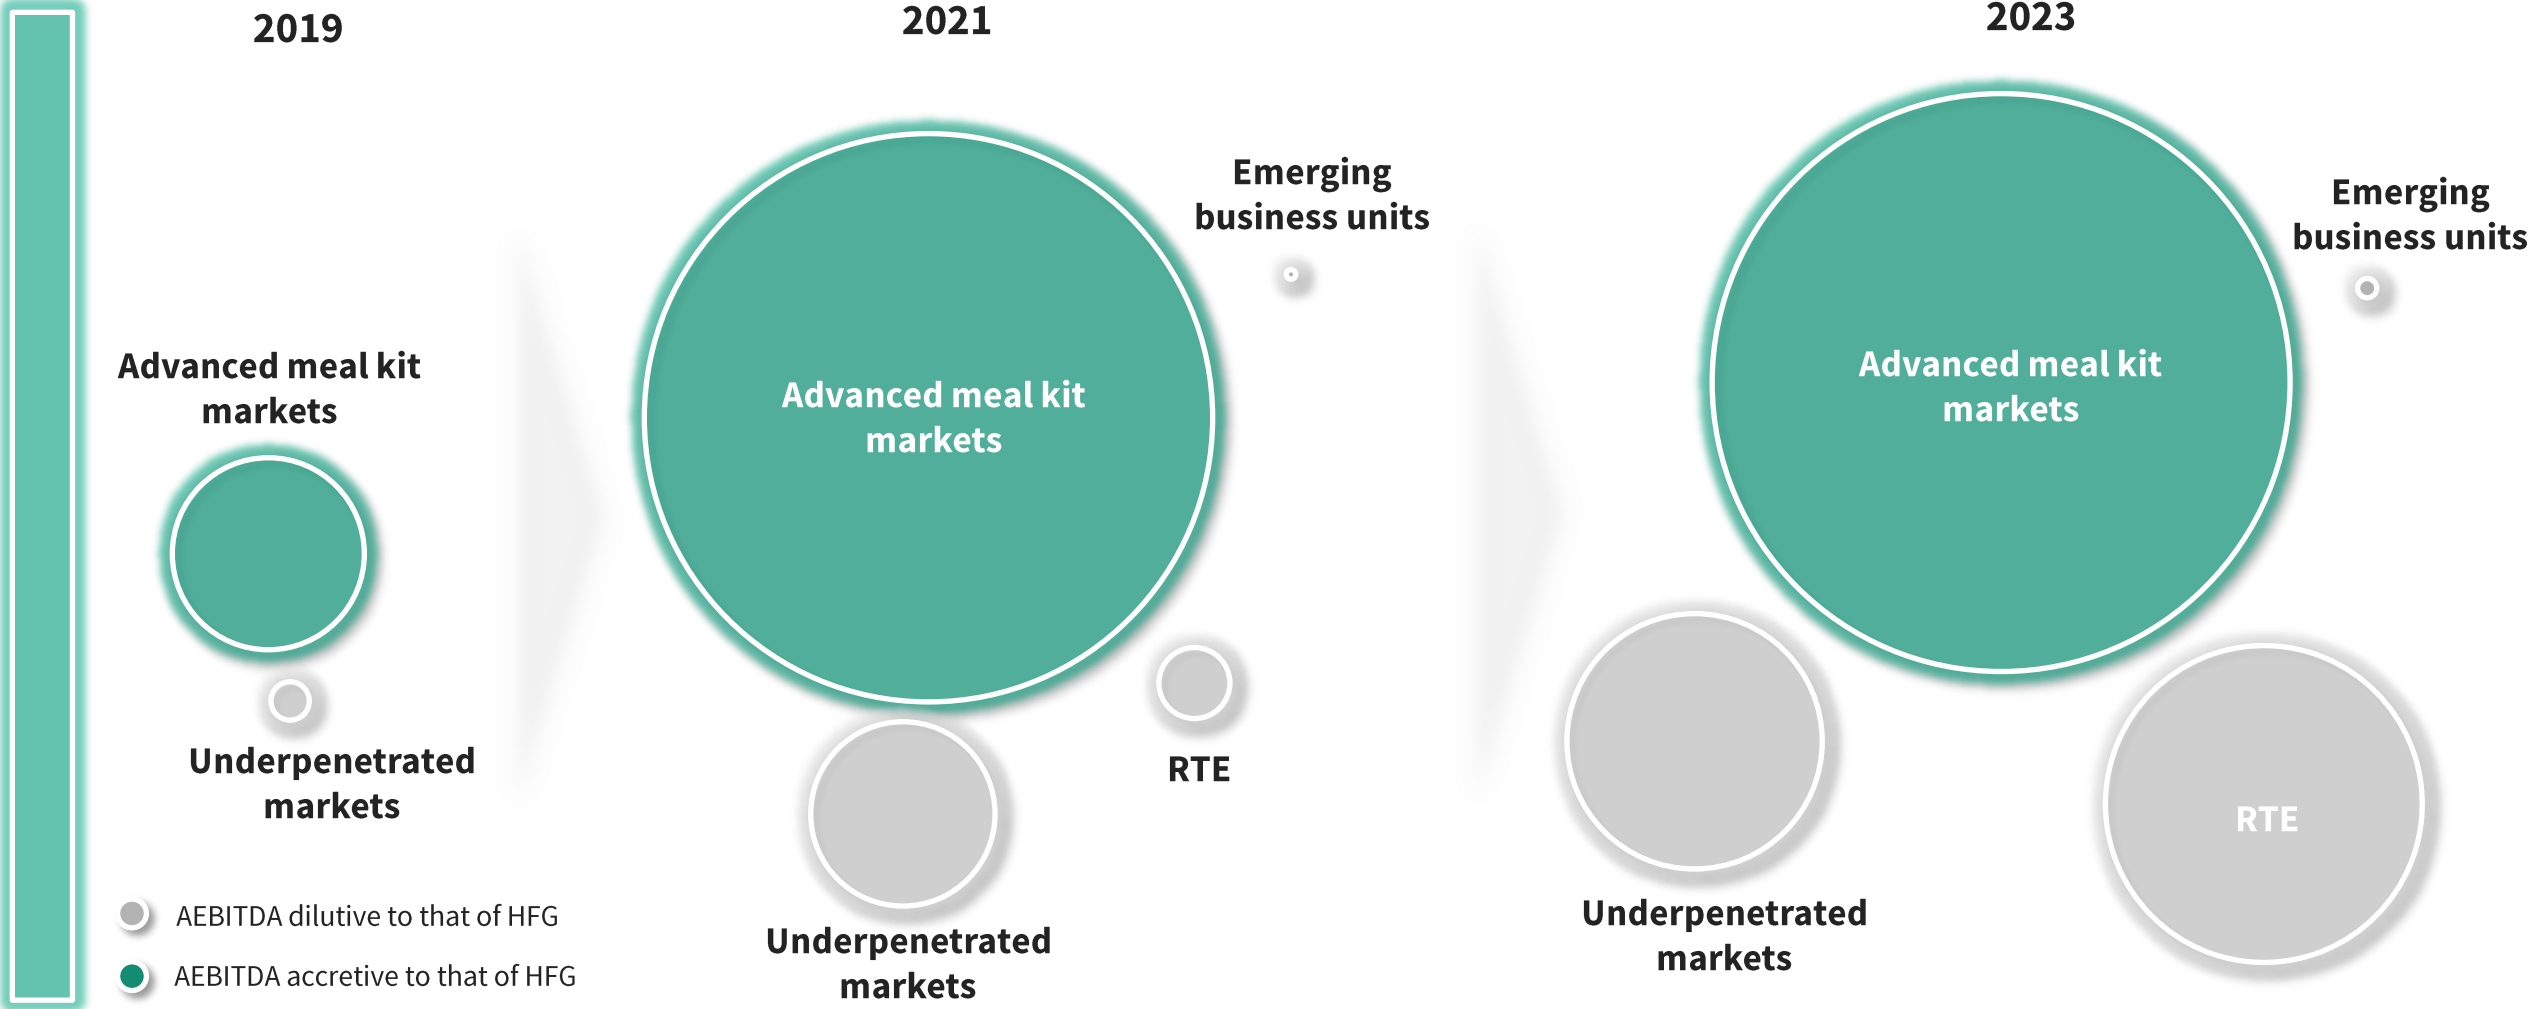 2019
Advanced meal kit
markets
Underpenetrated
markets
AEBITDA dilutive to that of HFG
AEBITDA accretive to that of HFG
2021
Emerging
business units
Advanced meal kit
markets
RTE
Underpenetrated
markets
2023
Emerging
business units
Advanced meal kit
markets
RTE
Underpenetrated
markets